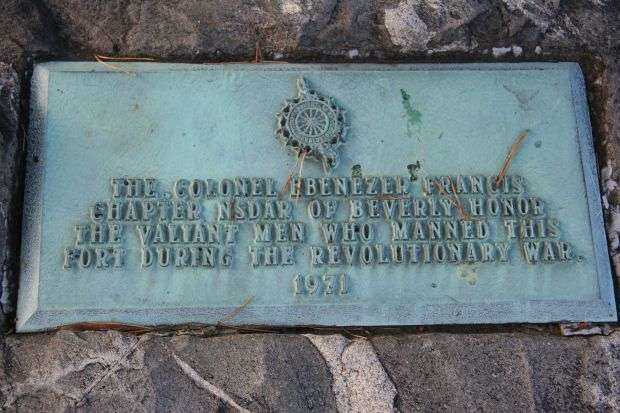 THE COLONEL EBENEZER FRANCIS
CHAPTER NSDAR OF BEVERLY HONOR
THE VALIANT MEN WHO MANNED THIS
FORT DURING THE REVOLUTIONARY WAR.
1971